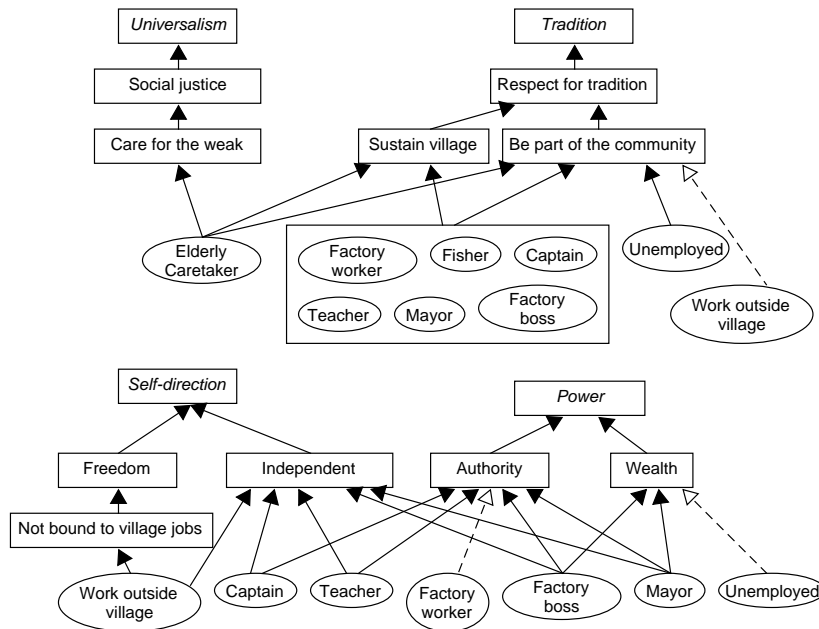 Universalism
Tradition
Social justice
Respect for tradition
Care for the weak
Sustain village
Be part of the community
Elderly
Caretaker
Factory
worker
Fisher
Captain
Unemployed
Teacher
Mayor
Factory
boss
Work outside
village
Self-direction
Power
Freedom
Independent
Authority
Wealth
Not bound to village jobs
Work outside
village
Captain
Teacher
Factory
worker
Factory
boss
Mayor
Unemployed